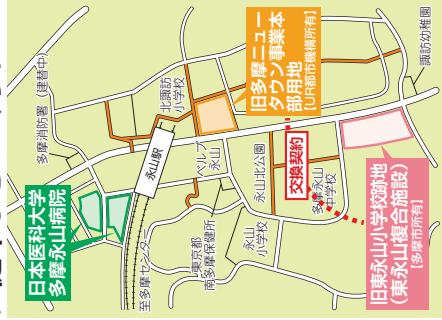 諏訪幼稚園
旧多摩ニュー
タウン事業本
部用地
[UR都市機構所有]
交換契約
旧東永山小学校跡地
(東永山複合施設)
[多摩市所有]
多摩消防署(建替中)
北諏訪
小学校
永山駅
ベルブ
永山
永山北公園
多摩永山
中学校
永山
小学校
東京都
南多摩保健所
至多摩センター
日本医科大学
多摩永山病院